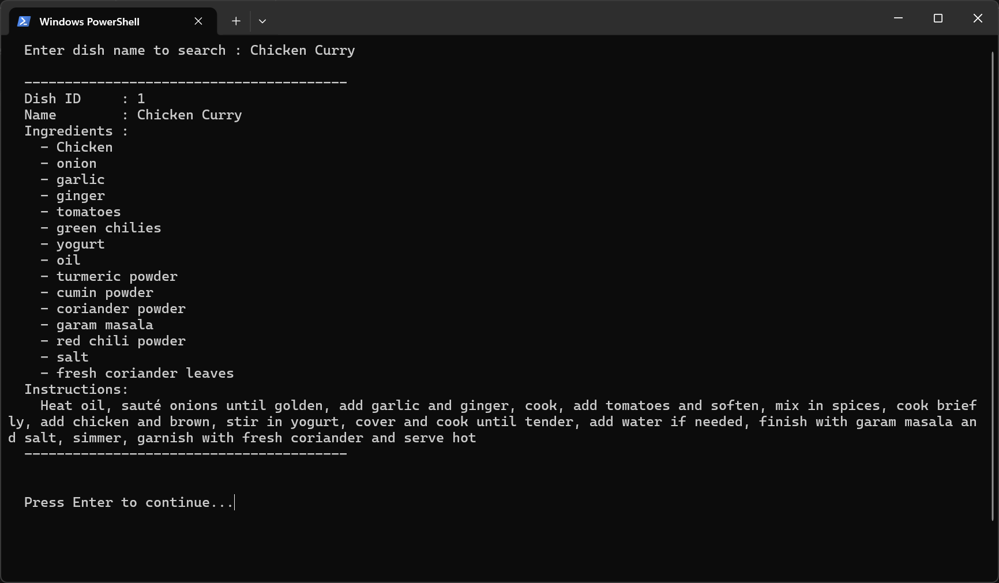 Windows PowerShell
Enter dish name to search : Chicken Curry
----------------------------------------
Dish ID     : 1
Name        : Chicken Curry
Ingredients :
- Chicken
- onion
- garlic
- ginger
- tomatoes
- green chilies
- yogurt
- oil
- turmeric powder
- cumin powder
- coriander powder
- garam masala
- red chili powder
- salt
- fresh coriander leaves
Instructions:
Heat oil, sauté onions until golden, add garlic and ginger, cook, add tomatoes and soften, mix in spices, cook brief
ly, add chicken and brown, stir in yogurt, cover and cook until tender, add water if needed, finish with garam masala an
d salt, simmer, garnish with fresh coriander and serve hot
----------------------------------------
Press Enter to continue...